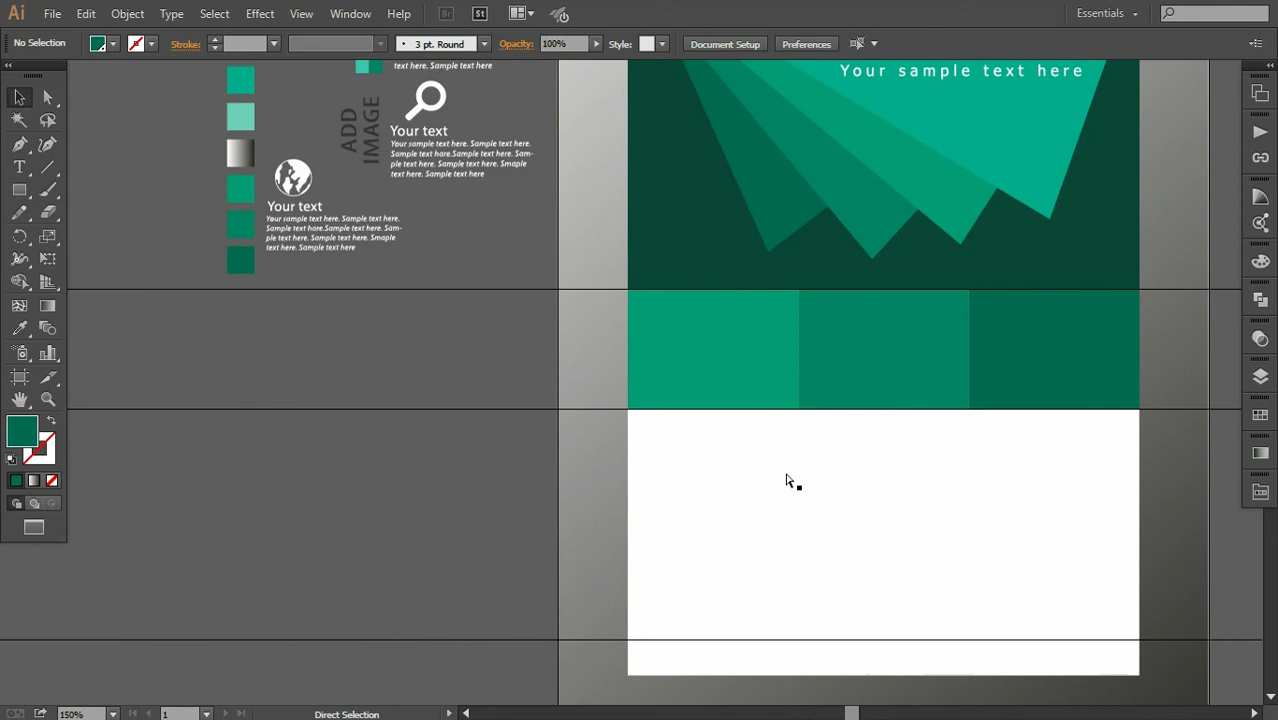 Ai File Edit Object Type Select Effect View Window Help Br St Essentials
No Selection Stroke: 3 pt. Round Opacity: 100% Style: Document Setup Preferences
text here. Sample text here
Your sample text here
ADD
IMAGE
Your text
Your sample text here. Sample text here.
Sample text hare.Sample text here. Sam-
ple text here. Sample text here. Smaple
text here. Sample text here
Your text
Your sample text here. Sample text here.
Sample text hare.Sample text here. Sam-
ple text here. Sample text here. Smaple
text here. Sample text here
T
150% 1 Direct Selection